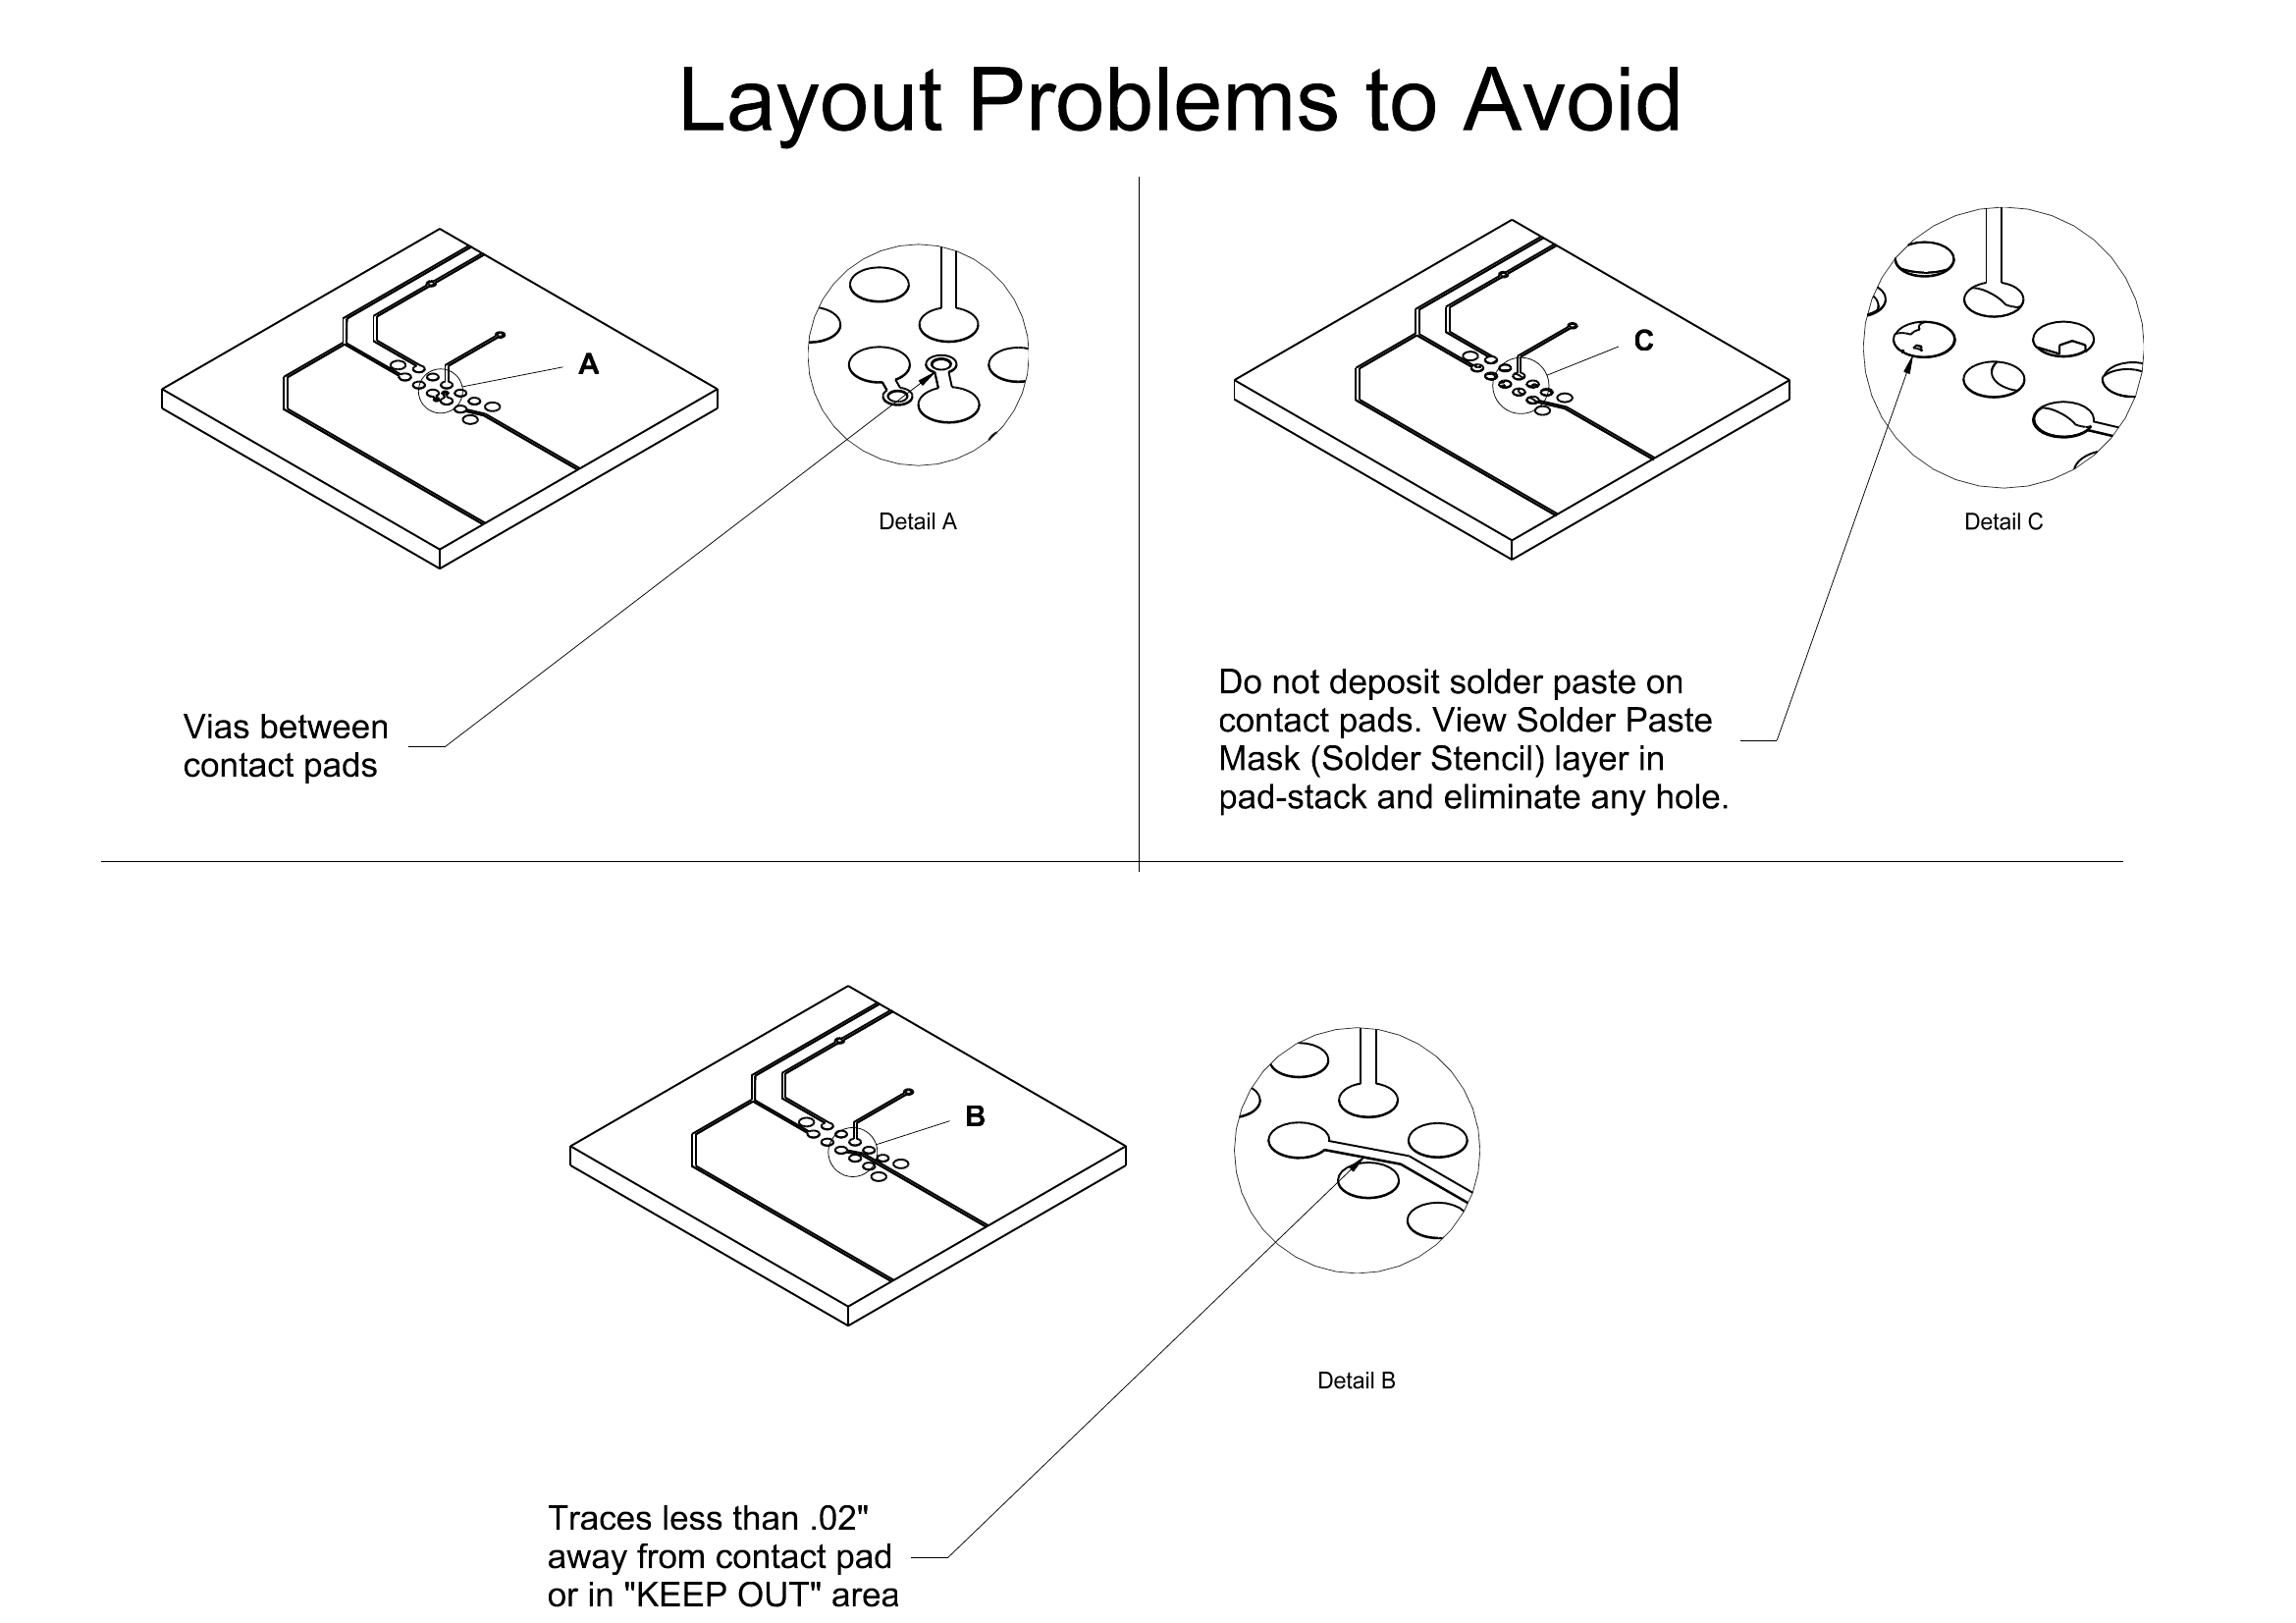 Layout Problems to Avoid
A
Detail A
Vias between
contact pads
C
Detail C
Do not deposit solder paste on
contact pads. View Solder Paste
Mask (Solder Stencil) layer in
pad-stack and eliminate any hole.
B
Detail B
Traces less than .02"
away from contact pad
or in "KEEP OUT" area